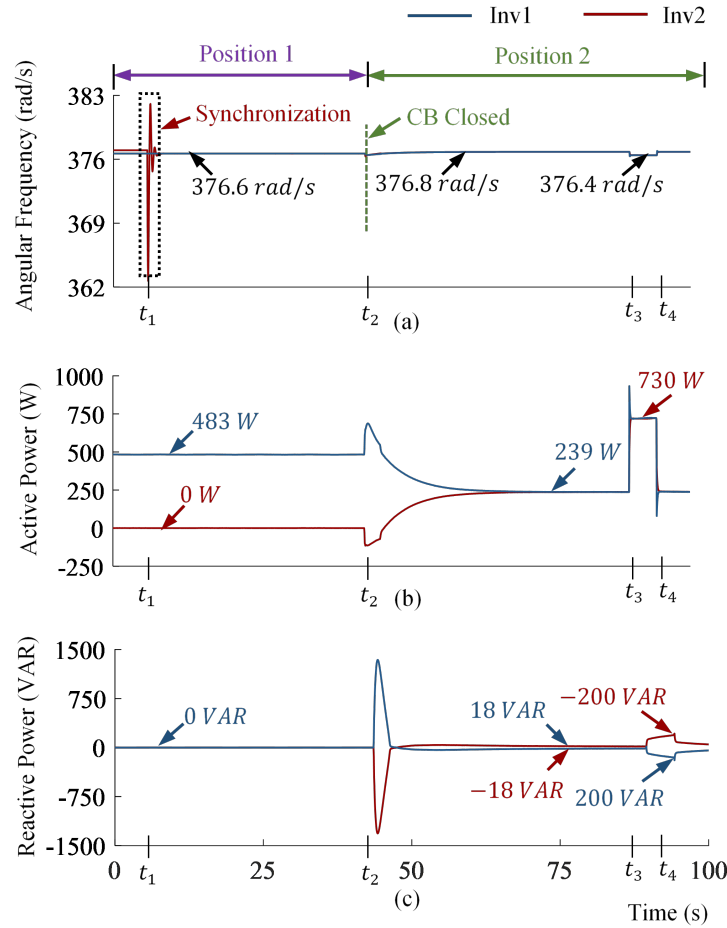 Inv1 Inv2
Position 1 Position 2
Angular Frequency (rad/s)
383
376
369
362
Synchronization
CB Closed
376.6 rad/s
376.8 rad/s
376.4 rad/s
t1 t2 t3 t4
(a)
Active Power (W)
1000
750
500
250
0
-250
483 W
0 W
239 W
730 W
t1 t2 t3 t4
(b)
Reactive Power (VAR)
1500
750
0
-750
-1500
0 VAR
18 VAR
−200 VAR
−18 VAR
200 VAR
0 25 50 75 100
t1 t2 t3 t4
(c)
Time (s)